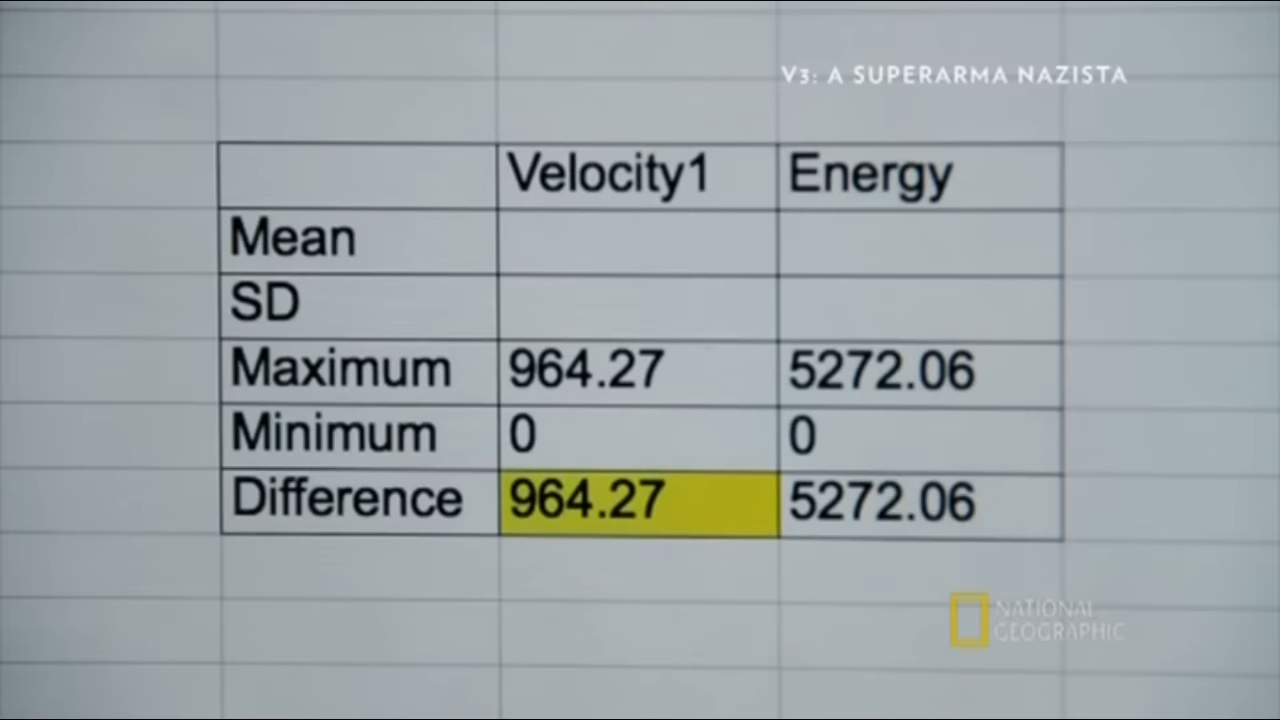 V3: A SUPERARMA NAZISTA
Velocity1 Energy
Mean
SD
Maximum 964.27 5272.06
Minimum 0 0
Difference 964.27 5272.06
NATIONAL
GEOGRAPHIC